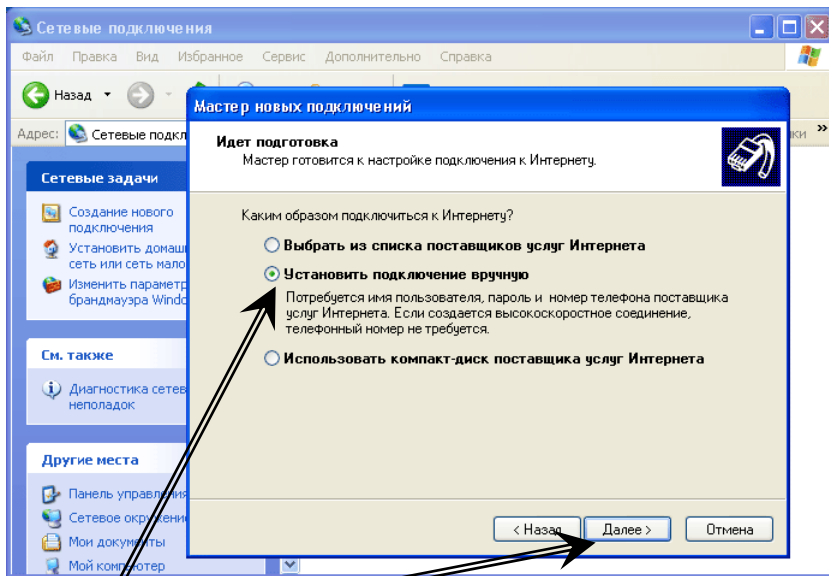 Сетевые подключения
Файл Правка Вид Избранное Сервис Дополнительно Справка
Назад
Адрес: Сетевые подкл
»
Мастер новых подключений
Идет подготовка
Мастер готовится к настройке подключения к Интернету.
Сетевые задачи
Создание нового
подключения
Установить домаш
сеть или сеть мало
Изменить параметр
брандмауэра Windo
См. также
Диагностика сетев
неполадок
Другие места
Панель управления
Сетевое окружение
Мои документы
Мой компьютер
Каким образом подключиться к Интернету?
Выбрать из списка поставщиков услуг Интернета
Установить подключение вручную
Потребуется имя пользователя, пароль и номер телефона поставщика
услуг Интернета. Если создается высокоскоростное соединение,
телефонный номер не требуется.
Использовать компакт-диск поставщика услуг Интернета
< Назад Далее > Отмена